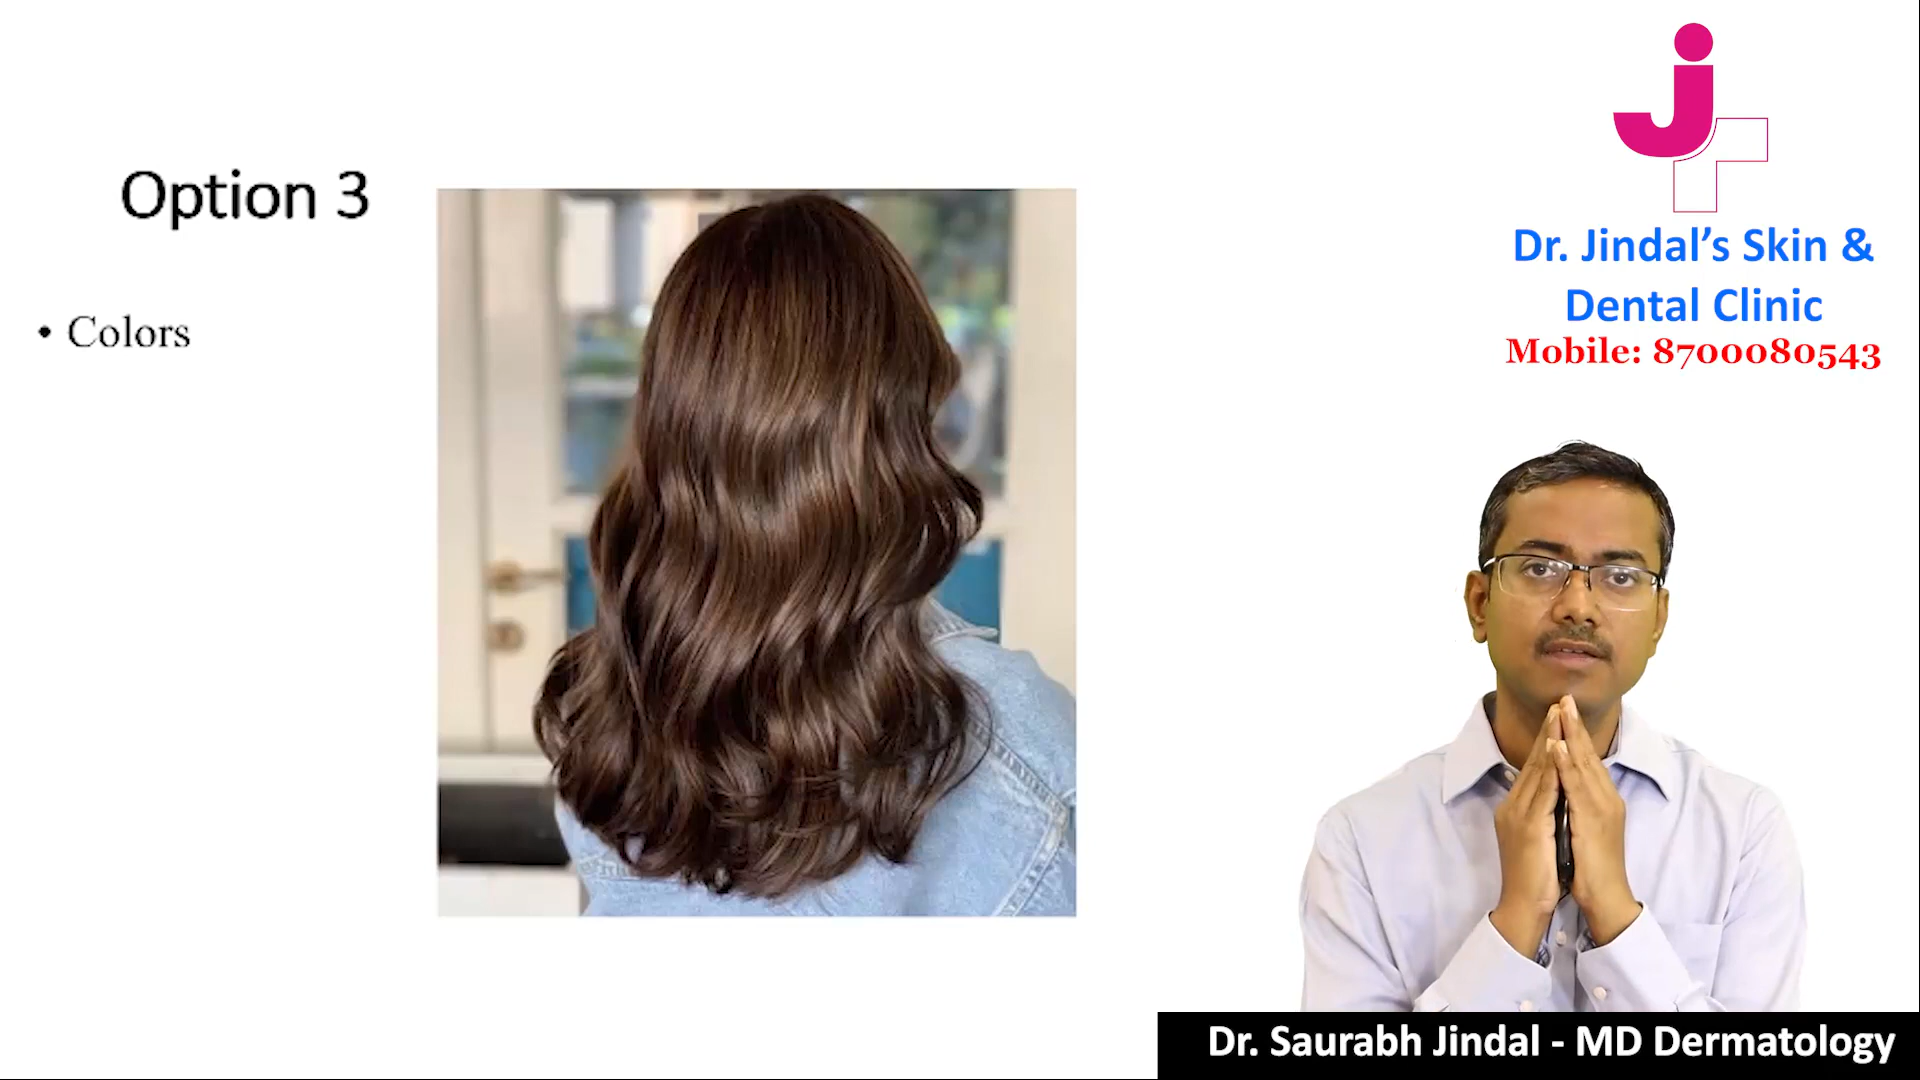 Option 3
• Colors
Dr. Jindal’s Skin &
Dental Clinic
Mobile: 8700080543
Dr. Saurabh Jindal - MD Dermatology